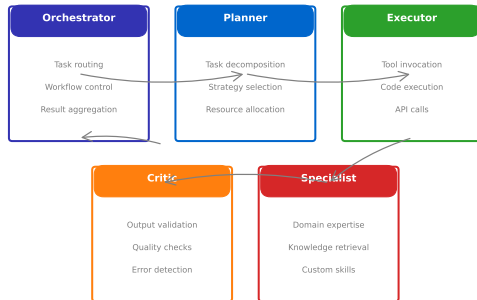 Orchestrator
Task routing
Workflow control
Result aggregation
Planner
Task decomposition
Strategy selection
Resource allocation
Executor
Tool invocation
Code execution
API calls
Critic
Output validation
Quality checks
Error detection
Specialist
Domain expertise
Knowledge retrieval
Custom skills